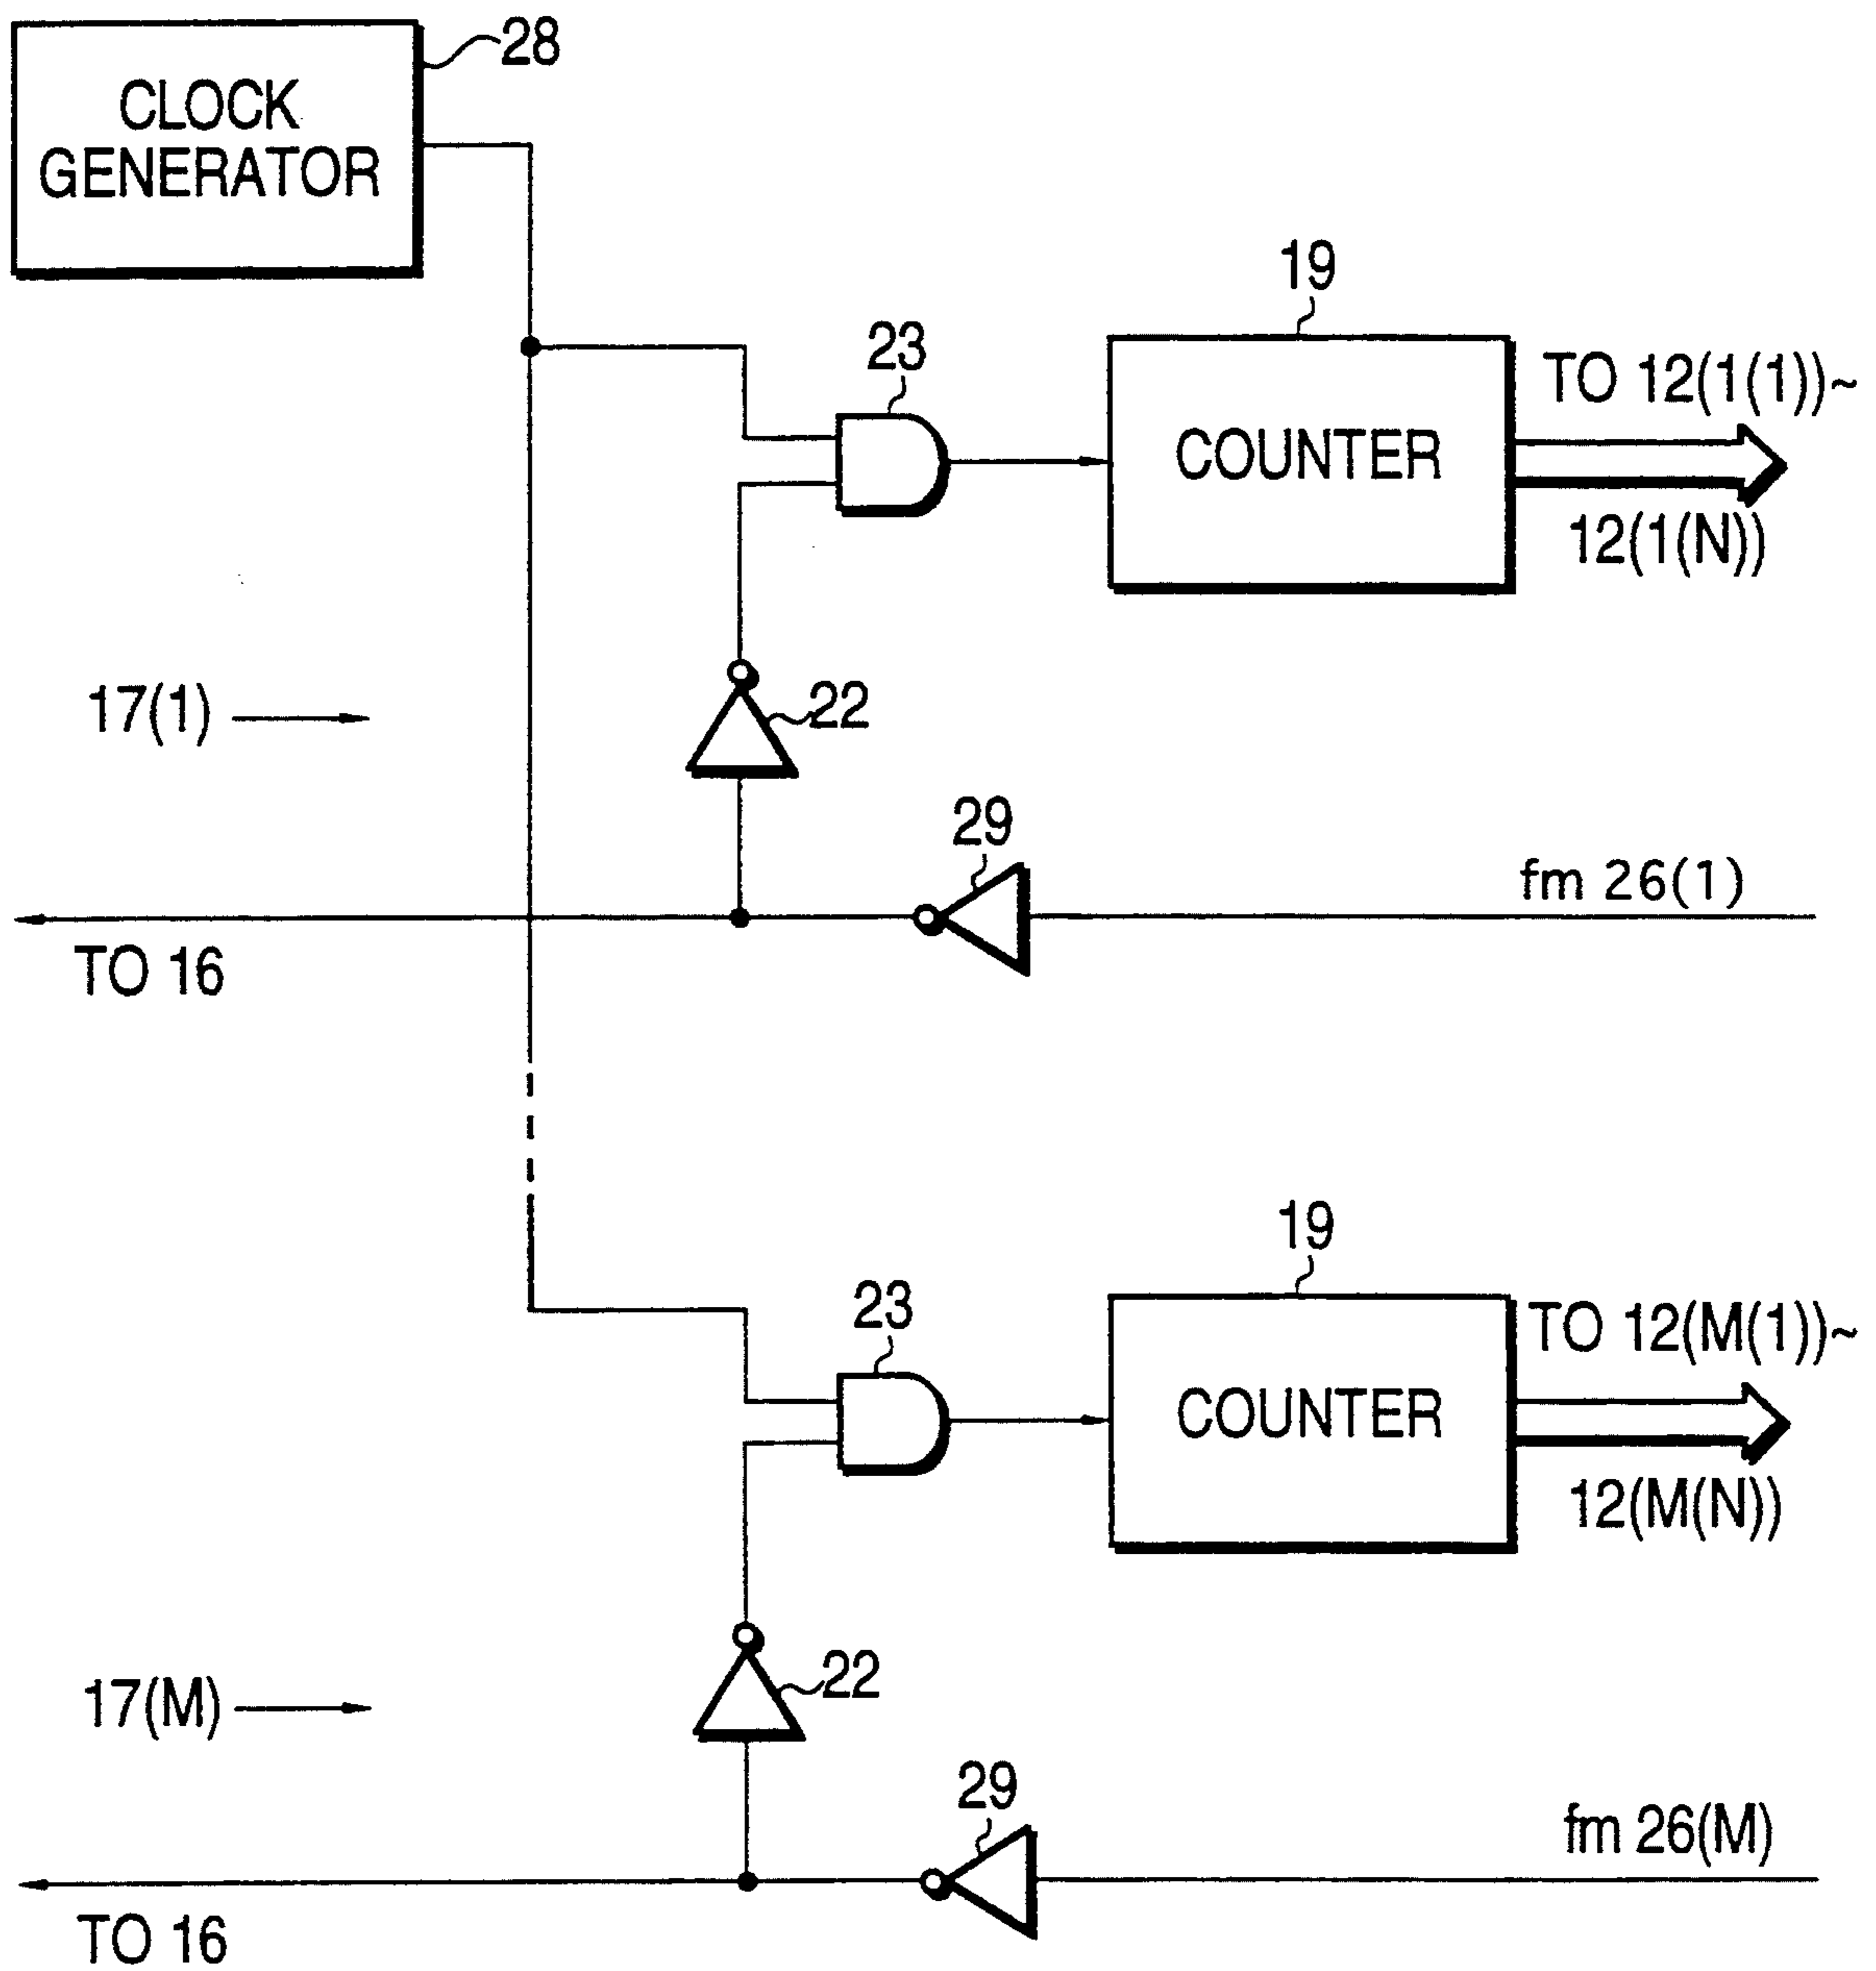 28
CLOCK
GENERATOR
19
23
TO 12(1(1))~
COUNTER
12(1(N))
17(1)
22
29
fm 26(1)
TO 16
19
23
TO 12(M(1))~
COUNTER
12(M(N))
17(M)
22
29
fm 26(M)
TO 16